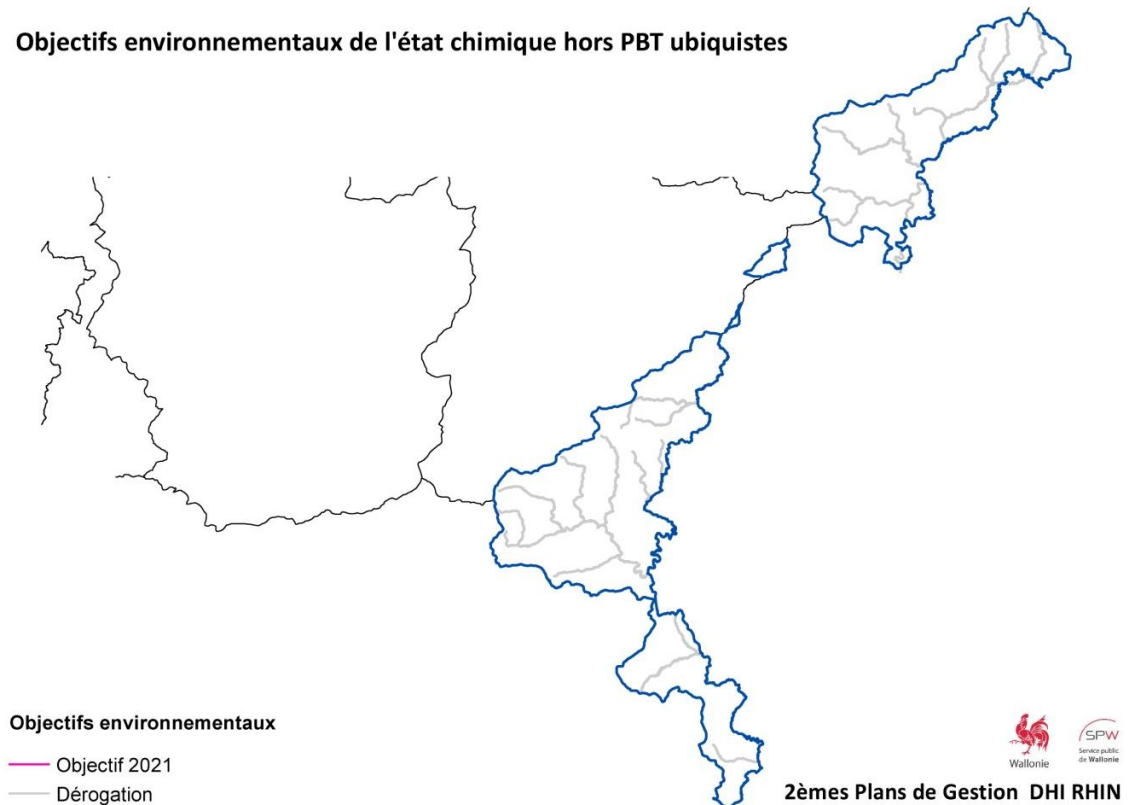 Objectifs environnementaux de l'état chimique hors PBT ubiquistes
Objectifs environnementaux
Objectif 2021
Dérogation
Wallonie
SPW
Service public
de Wallonie
2èmes Plans de Gestion DHI RHIN